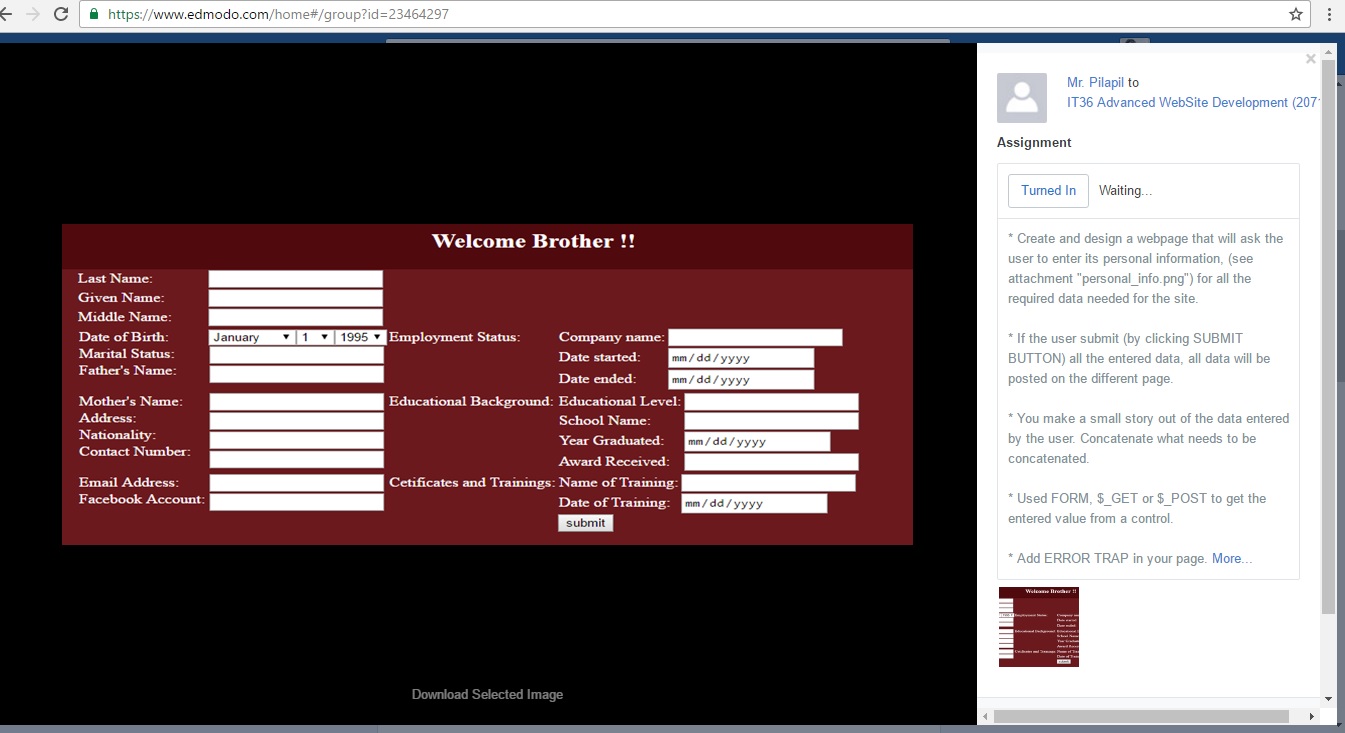 https://www.edmodo.com/home#/group?id=23464297
Welcome Brother !!
Last Name:
Given Name:
Middle Name:
Date of Birth: January 1 1995 Employment Status: Company name:
Marital Status: Date started: mm/dd/yyyy
Father's Name: Date ended: mm/dd/yyyy
Mother's Name: Educational Background: Educational Level:
Address: School Name:
Nationality: Year Graduated: mm/dd/yyyy
Contact Number: Award Received:
Email Address: Cetificates and Trainings: Name of Training:
Facebook Account: Date of Training: mm/dd/yyyy
submit
Download Selected Image
×
Mr. Pilapil to
IT36 Advanced WebSite Development (207
Assignment
Turned In Waiting...
* Create and design a webpage that will ask the
user to enter its personal information, (see
attachment "personal_info.png") for all the
required data needed for the site.
* If the user submit (by clicking SUBMIT
BUTTON) all the entered data, all data will be
posted on the different page.
* You make a small story out of the data entered
by the user. Concatenate what needs to be
concatenated.
* Used FORM, $_GET or $_POST to get the
entered value from a control.
* Add ERROR TRAP in your page. More...
Welcome Brother !!